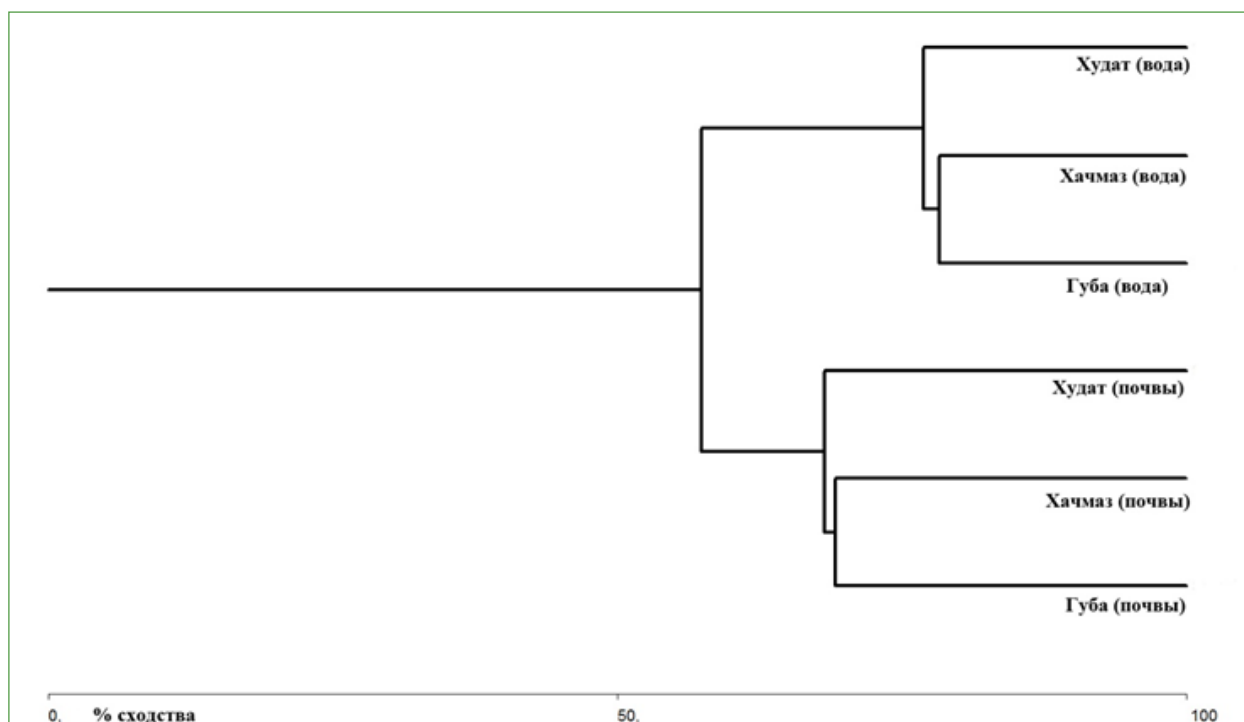 Худат (вода)
Хачмаз (вода)
Губа (вода)
Худат (почвы)
Хачмаз (почвы)
Губа (почвы)
0. % сходства 50. 100